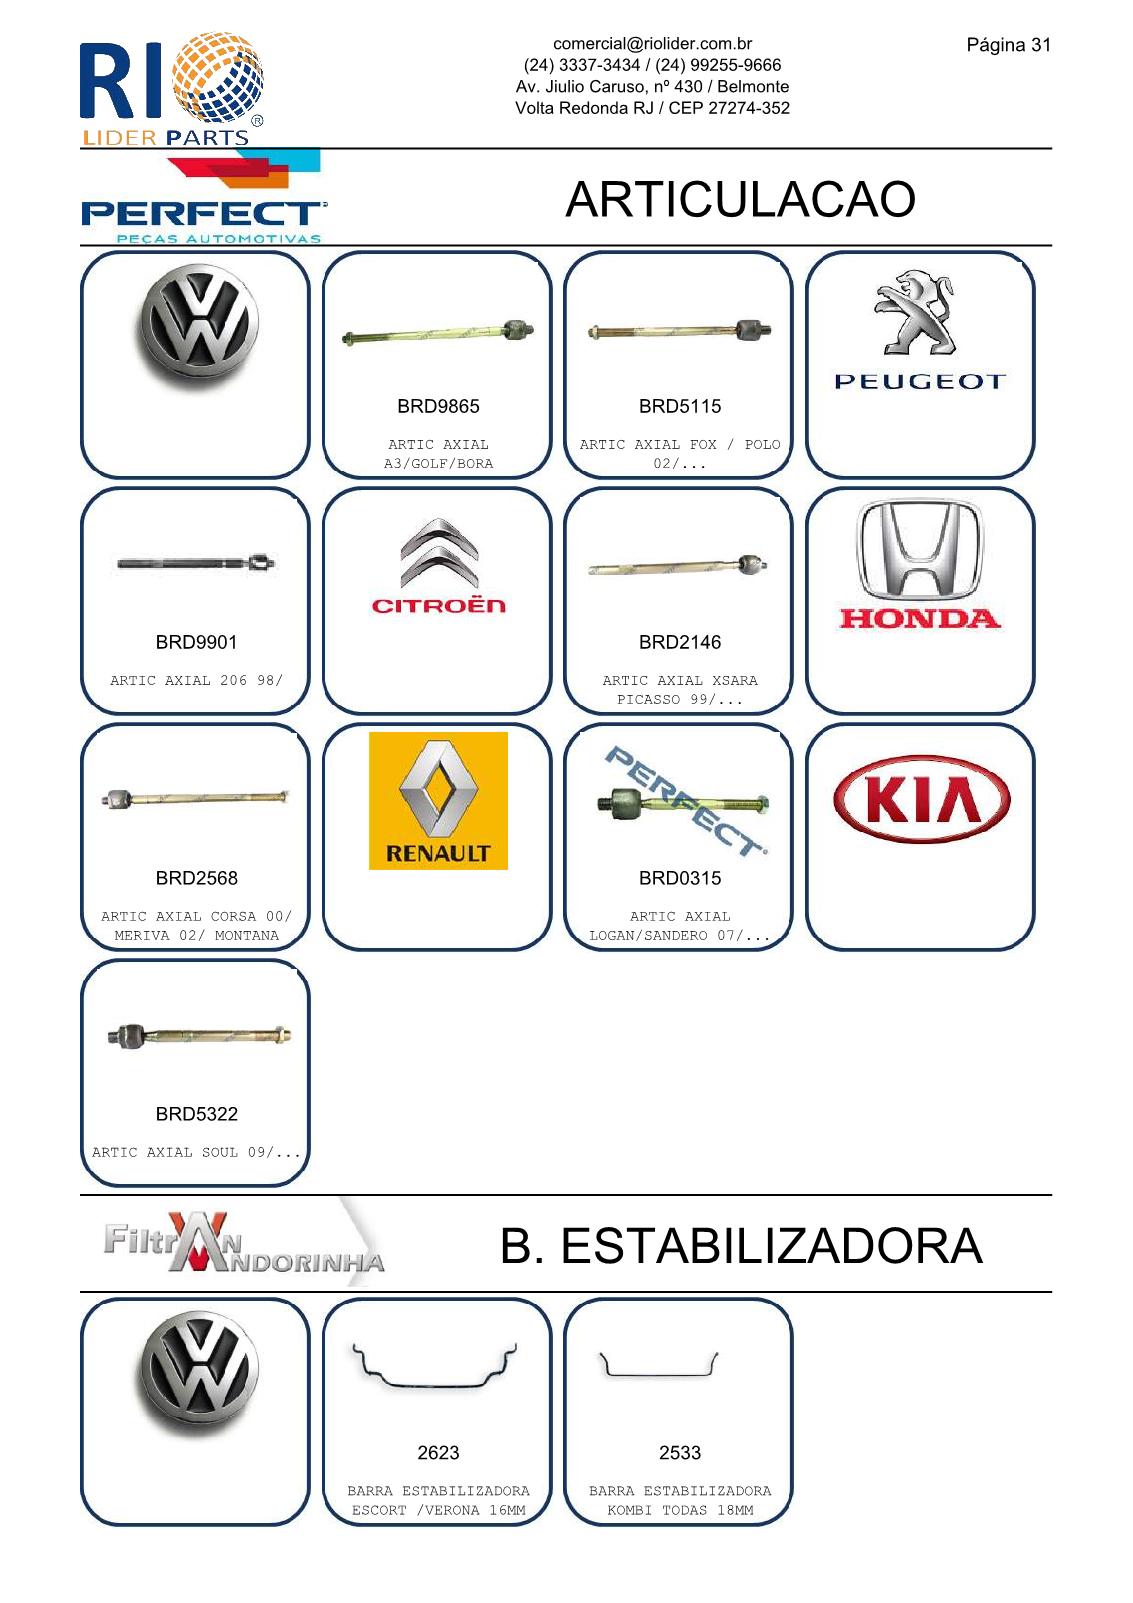 RIO
LIDER PARTS
®
comercial@riolider.com.br
(24) 3337-3434 / (24) 99255-9666
Av. Jiulio Caruso, nº 430 / Belmonte
Volta Redonda RJ / CEP 27274-352
Página 31
PERFECT
PEÇAS AUTOMOTIVAS
ARTICULACAO
BRD9865
ARTIC AXIAL
A3/GOLF/BORA
BRD5115
ARTIC AXIAL FOX / POLO
02/...
PEUGEOT
BRD9901
ARTIC AXIAL 206 98/
CITROËN
BRD2146
ARTIC AXIAL XSARA
PICASSO 99/...
HONDA
BRD2568
ARTIC AXIAL CORSA 00/
MERIVA 02/ MONTANA
RENAULT
PERFECT
BRD0315
ARTIC AXIAL
LOGAN/SANDERO 07/...
KIA
BRD5322
ARTIC AXIAL SOUL 09/...
Filtran
ANDORINHA
B. ESTABILIZADORA
2623
BARRA ESTABILIZADORA
ESCORT /VERONA 16MM
2533
BARRA ESTABILIZADORA
KOMBI TODAS 18MM